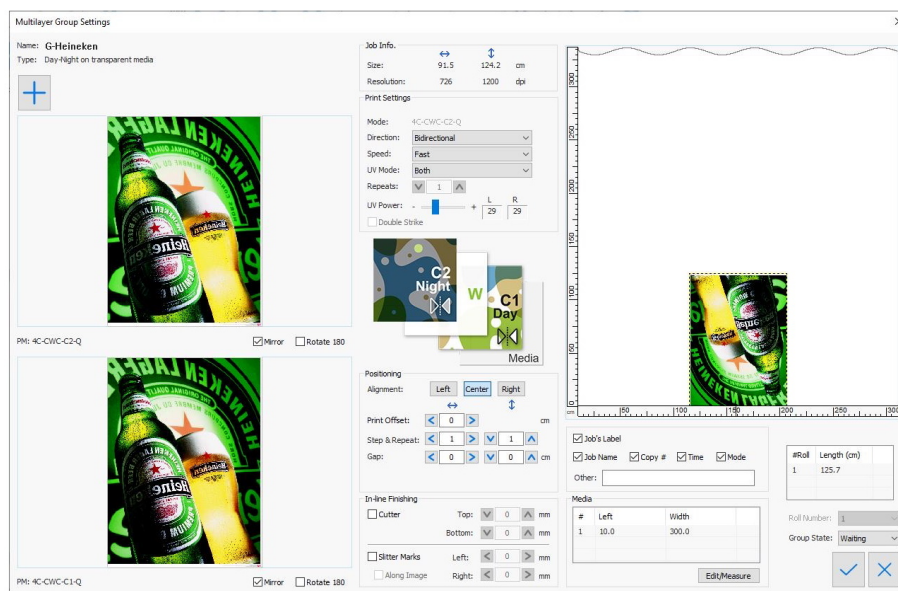 Multilayer Group Settings
Name: G-Heineken
Type: Day-Night on transparent media
PM: 4C-CWC-C2-Q
Mirror
Rotate 180
PM: 4C-CWC-C1-Q
Mirror
Rotate 180
Job Info.
Size: 91.5 124.2 cm
Resolution: 726 1200 dpi
Print Settings
Mode: 4C-CWC-C2-Q
Direction: Bidirectional
Speed: Fast
UV Mode: Both
Repeats: 1
L R
UV Power: - + 29 29
Double Strike
C2
Night
W
C1
Day
Media
Positioning
Alignment: Left Center Right
Print Offset: 0 cm
Step & Repeat: 1 1
Gap: 0 0 cm
In-line Finishing
Cutter Top: 0 mm
Bottom: 0 mm
Slitter Marks Left: 0 mm
Along Image Right: 0 mm
300
250
200
150
100
50
0
cm 50 100 150 200 250 300
Job's Label
Job Name Copy # Time Mode
Other:
Media
# Left Width
1 10.0 300.0
Edit/Measure
#Roll Length (cm)
1 125.7
Roll Number: 1
Group State: Waiting